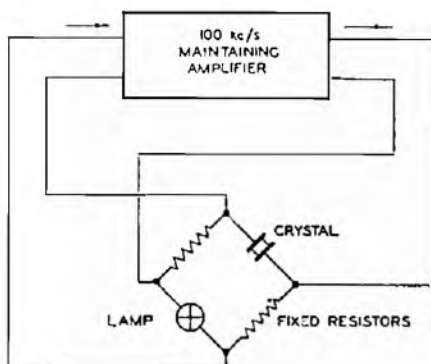 100 kc/s
MAINTAINING
AMPLIFIER
CRYSTAL
LAMP
FIXED RESISTORS